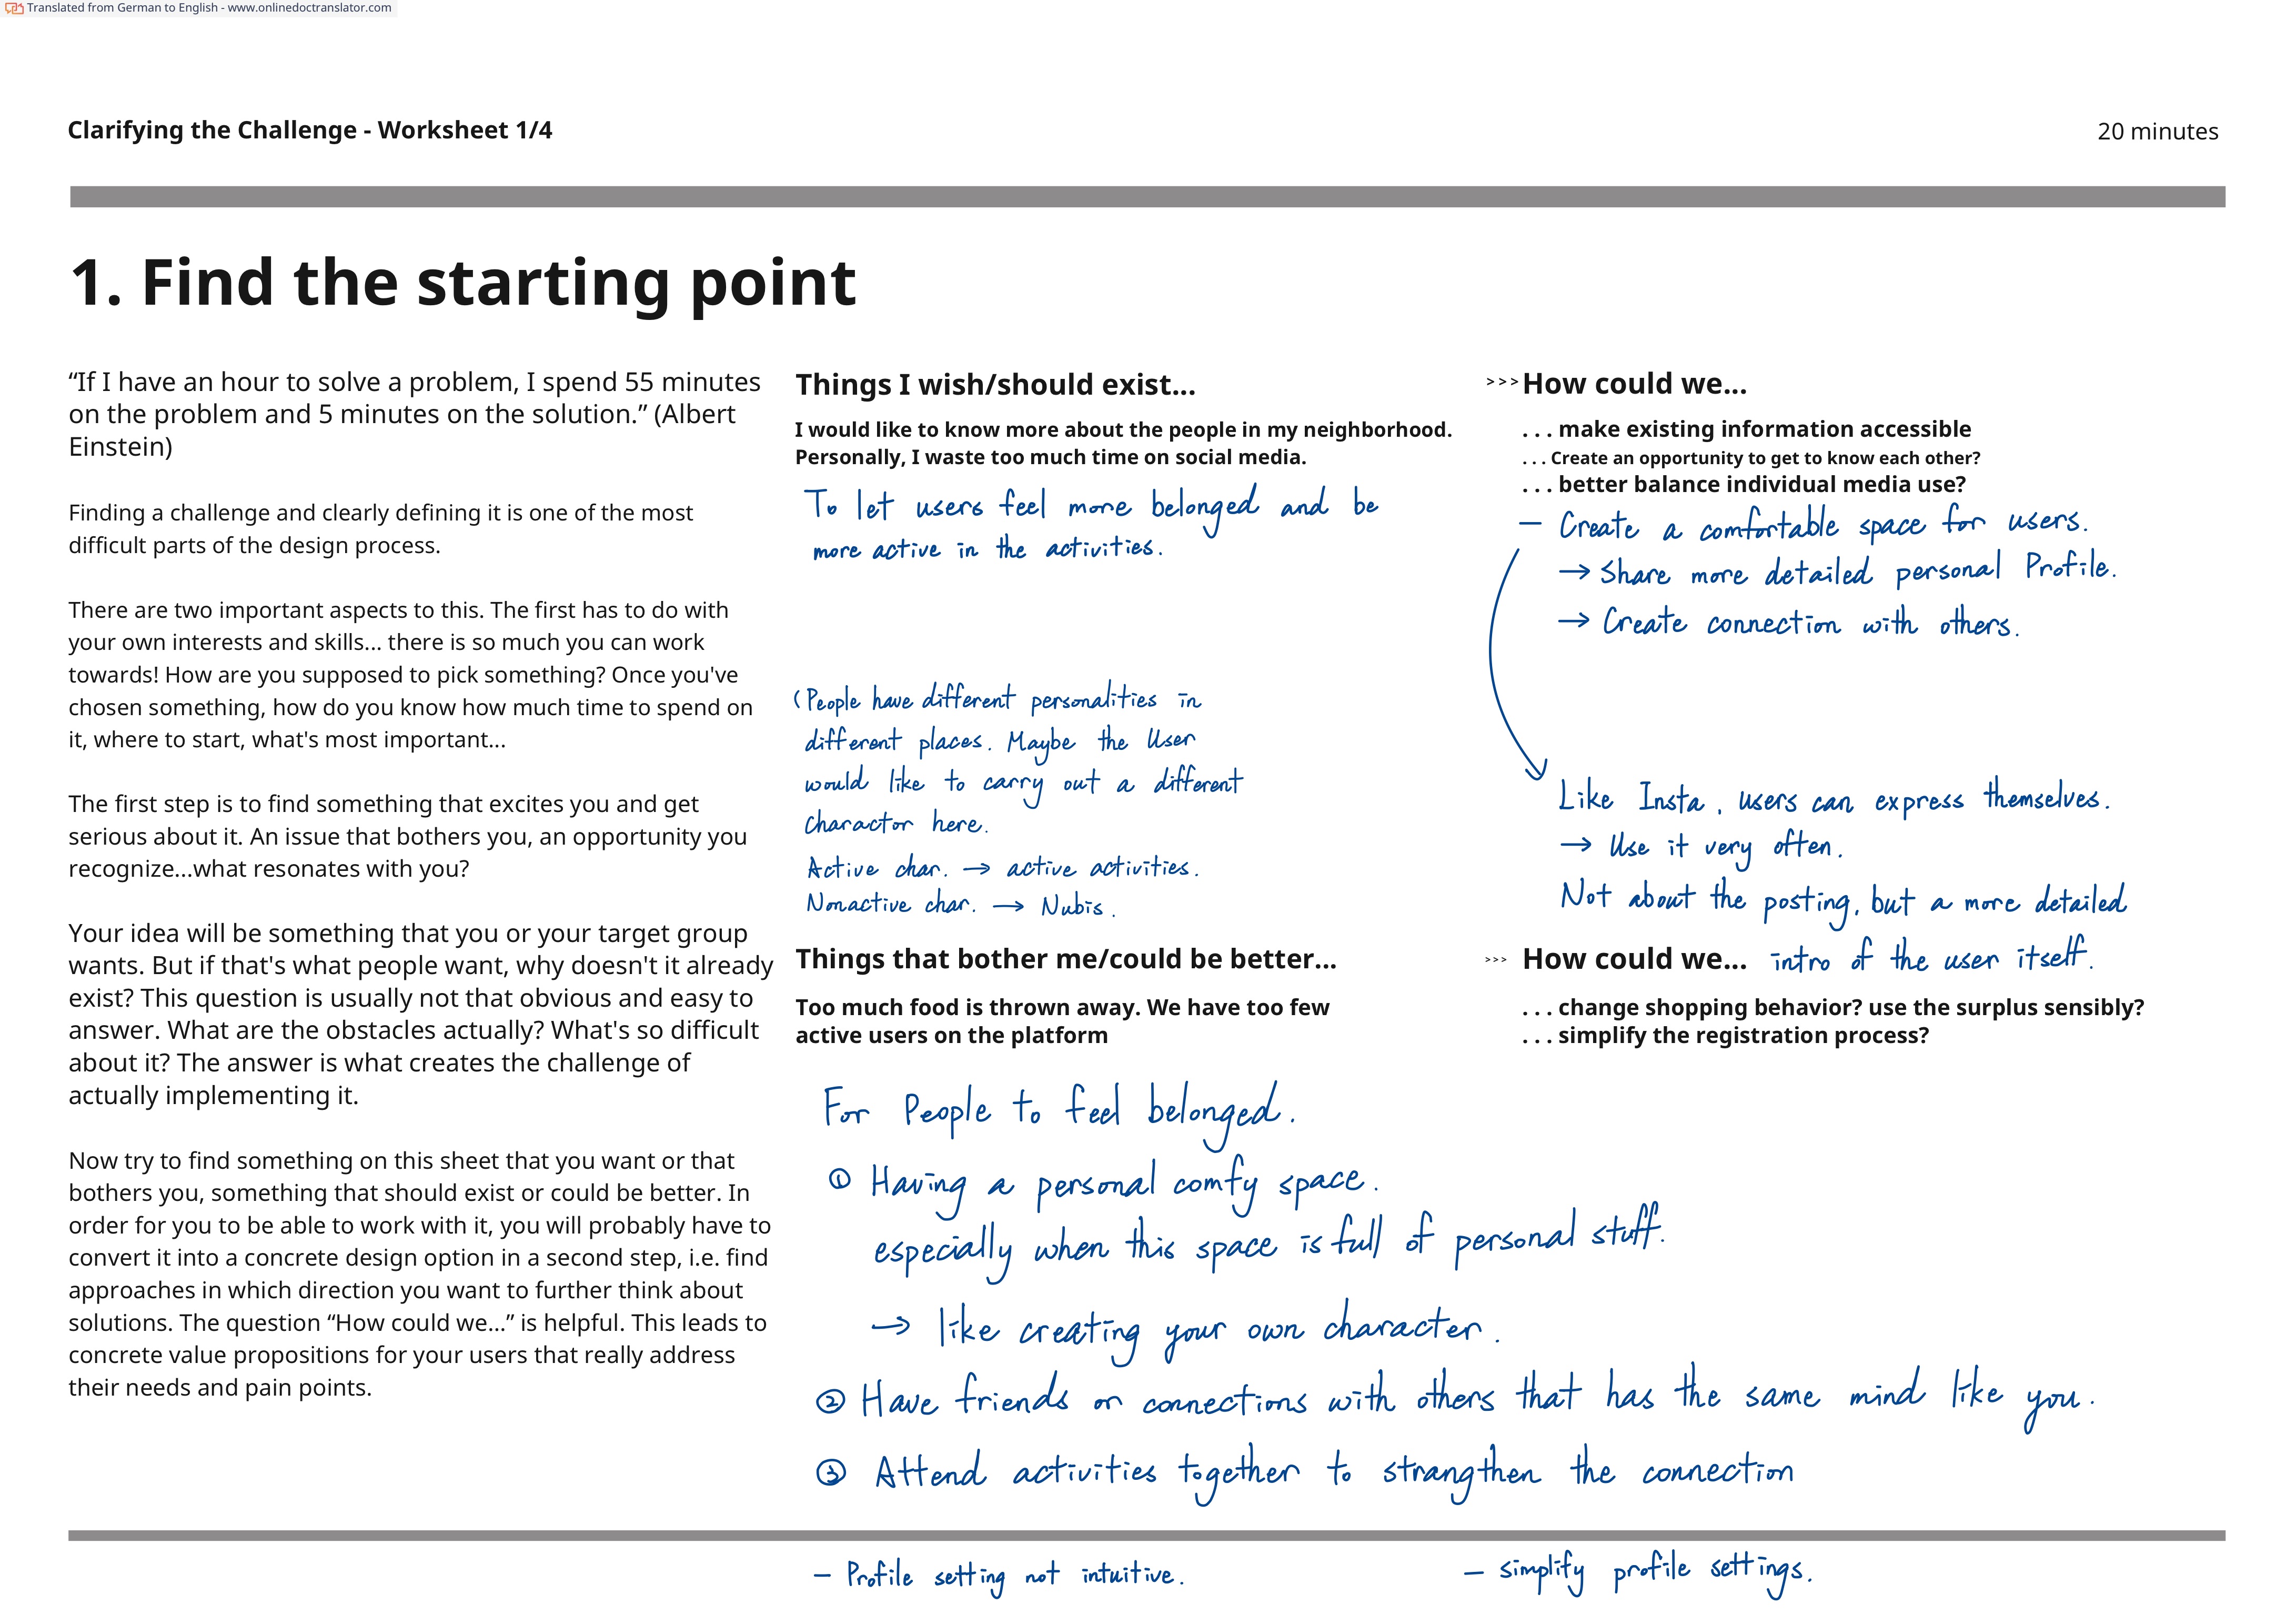 Translated from German to English - www.onlinedoctranslator.com
Clarifying the Challenge - Worksheet 1/4
20 minutes
1. Find the starting point
“If I have an hour to solve a problem, I spend 55 minutes
on the problem and 5 minutes on the solution.” (Albert
Einstein)
Finding a challenge and clearly defining it is one of the most
difficult parts of the design process.
There are two important aspects to this. The first has to do with
your own interests and skills... there is so much you can work
towards! How are you supposed to pick something? Once you've
chosen something, how do you know how much time to spend on
it, where to start, what's most important...
The first step is to find something that excites you and get
serious about it. An issue that bothers you, an opportunity you
recognize...what resonates with you?
Your idea will be something that you or your target group
wants. But if that's what people want, why doesn't it already
exist? This question is usually not that obvious and easy to
answer. What are the obstacles actually? What's so difficult
about it? The answer is what creates the challenge of
actually implementing it.
Now try to find something on this sheet that you want or that
bothers you, something that should exist or could be better. In
order for you to be able to work with it, you will probably have to
convert it into a concrete design option in a second step, i.e. find
approaches in which direction you want to further think about
solutions. The question “How could we...” is helpful. This leads to
concrete value propositions for your users that really address
their needs and pain points.
Things I wish/should exist...
I would like to know more about the people in my neighborhood.
Personally, I waste too much time on social media.
To let users feel more belonged and be
more active in the activities.
(People have different personalities in
different places. Maybe the User
would like to carry out a different
charactor here.
Active char. → active activities.
Nonactive char. → Nubis.
>>> How could we...
. . . make existing information accessible
. . . Create an opportunity to get to know each other?
. . . better balance individual media use?
— Create a comfortable space for users.
→ Share more detailed personal Profile.
→ Create connection with others.
Like Insta, users can express themselves.
→ Use it very often.
Not about the posting, but a more detailed
intro of the user itself.
Things that bother me/could be better...
Too much food is thrown away. We have too few
active users on the platform
>>> How could we...
. . . change shopping behavior? use the surplus sensibly?
. . . simplify the registration process?
For People to feel belonged.
① Having a personal comfy space.
especially when this space is full of personal stuff.
→ like creating your own character.
② Have friends or connections with others that has the same mind like you.
③ Attend activities together to strangthen the connection
— Profile setting not intuitive.
— simplify profile settings.